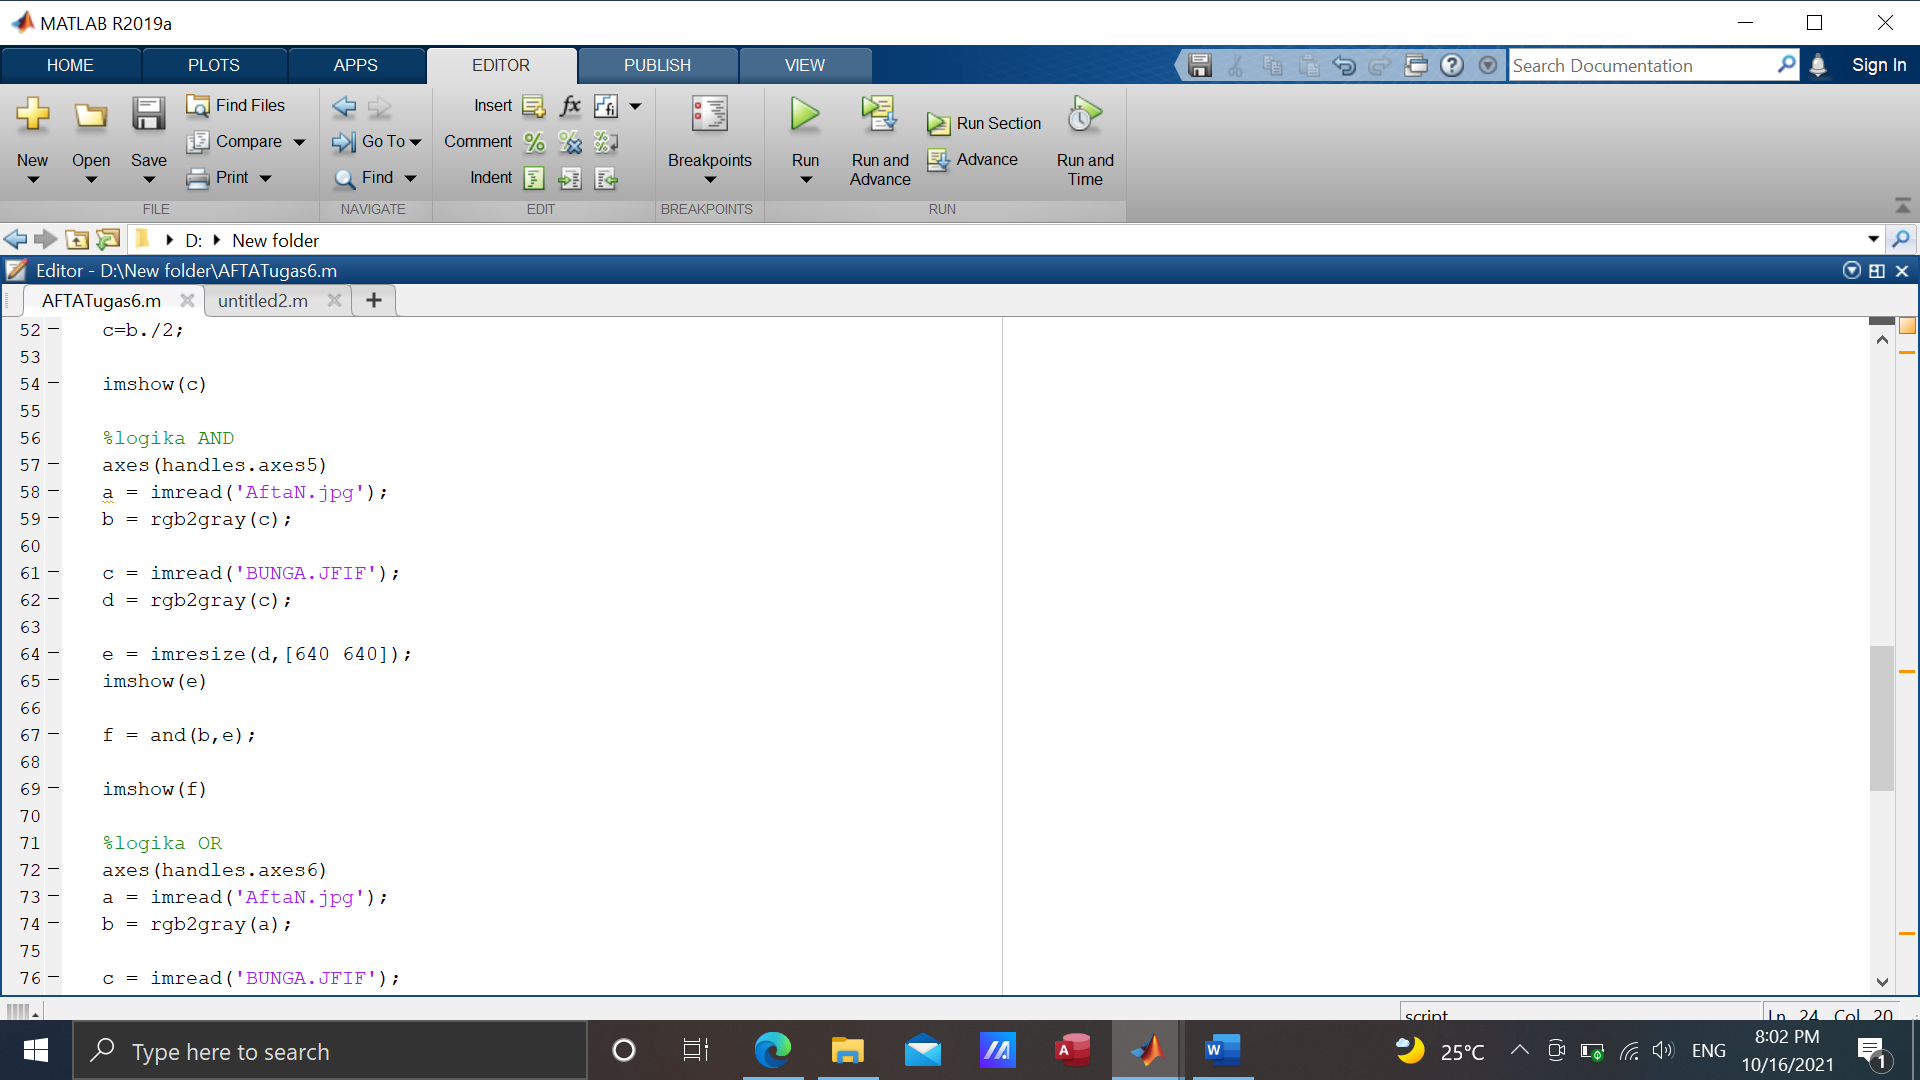 MATLAB R2019a
HOME PLOTS APPS EDITOR PUBLISH VIEW Search Documentation Sign In
New Open Save Find Files Compare Print Go To Find Insert fx Comment Indent Breakpoints Run Run and Advance Run Section Advance Run and Time
FILE NAVIGATE EDIT BREAKPOINTS RUN
D: New folder
Editor - D:\New folder\AFTATugas6.m
AFTATugas6.m untitled2.m
52 c=b./2;
53
54 imshow(c)
55
56 %logika AND
57 axes(handles.axes5)
58 a = imread('AftaN.jpg');
59 b = rgb2gray(c);
60
61 c = imread('BUNGA.JFIF');
62 d = rgb2gray(c);
63
64 e = imresize(d,[640 640]);
65 imshow(e)
66
67 f = and(b,e);
68
69 imshow(f)
70
71 %logika OR
72 axes(handles.axes6)
73 a = imread('AftaN.jpg');
74 b = rgb2gray(a);
75
76 c = imread('BUNGA.JFIF');
script Ln 24 Col 20
Type here to search 25°C ENG 8:02 PM
10/16/2021 1